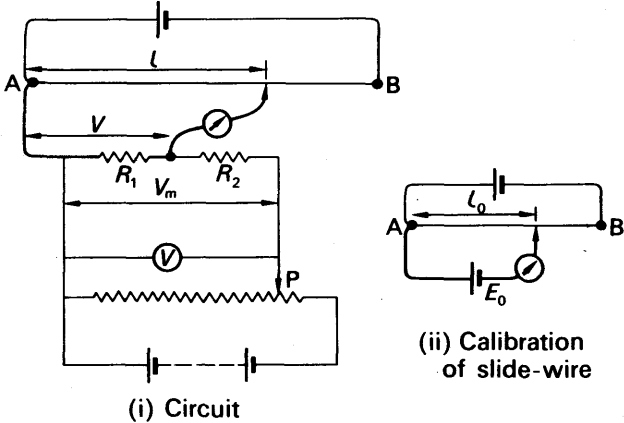 A
B
l
V
R1
R2
Vm
V
P
(i) Circuit
A
B
l0
E0
(ii) Calibration
of slide-wire